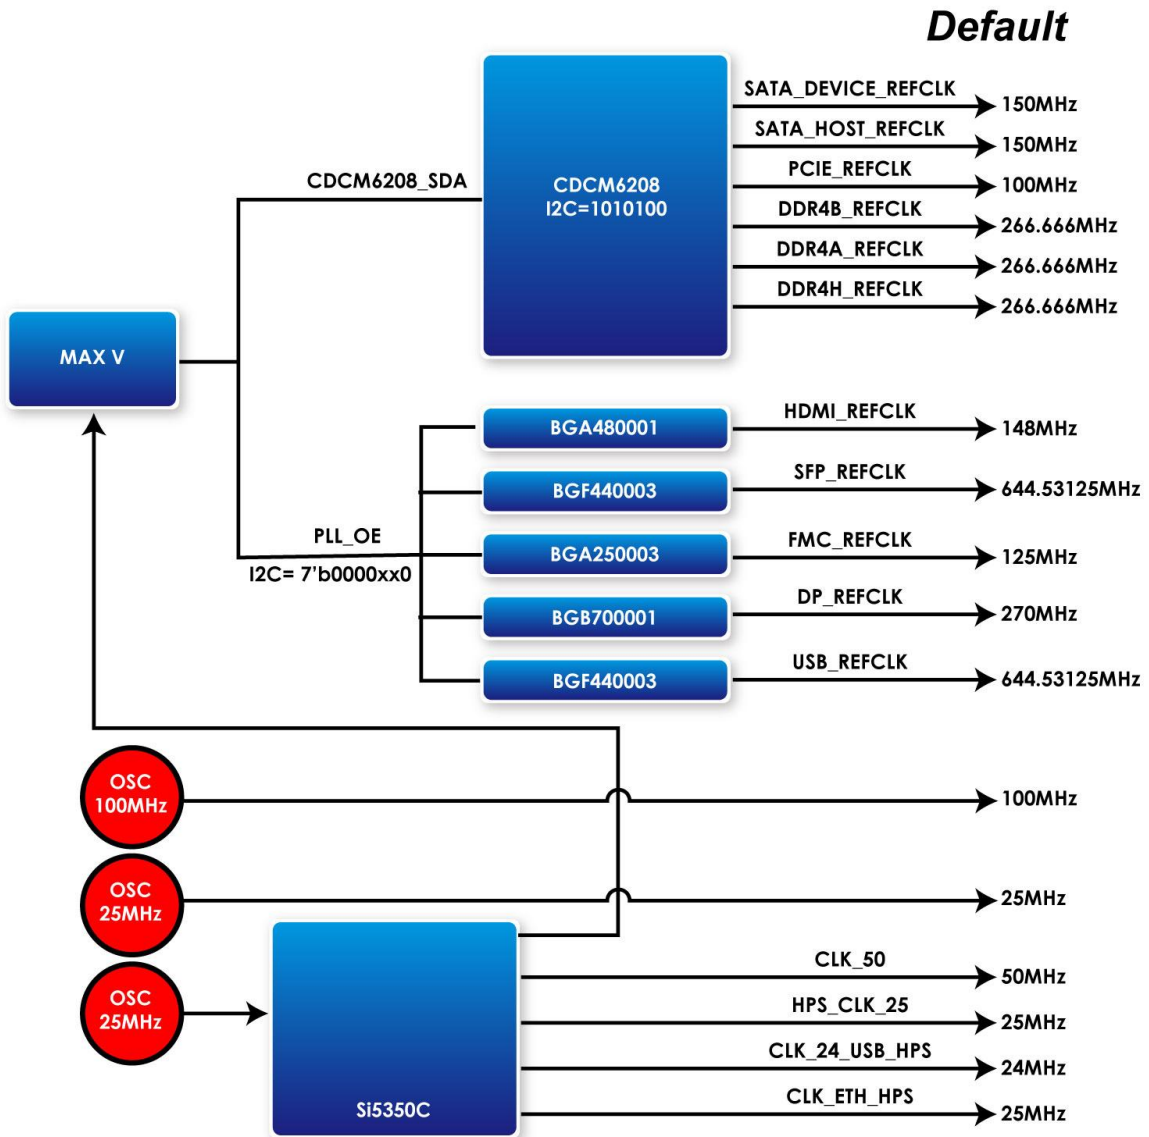 Default
SATA_DEVICE_REFCLK
150MHz
SATA_HOST_REFCLK
150MHz
CDCM6208_SDA
CDCM6208
I2C=1010100
PCIE_REFCLK
100MHz
DDR4B_REFCLK
266.666MHz
DDR4A_REFCLK
266.666MHz
DDR4H_REFCLK
266.666MHz
MAX V
BGA480001
HDMI_REFCLK
148MHz
BGF440003
SFP_REFCLK
644.53125MHz
PLL_OE
I2C= 7'b0000xx0
BGA250003
FMC_REFCLK
125MHz
BGB700001
DP_REFCLK
270MHz
BGF440003
USB_REFCLK
644.53125MHz
OSC
100MHz
100MHz
OSC
25MHz
25MHz
OSC
25MHz
Si5350C
CLK_50
50MHz
HPS_CLK_25
25MHz
CLK_24_USB_HPS
24MHz
CLK_ETH_HPS
25MHz